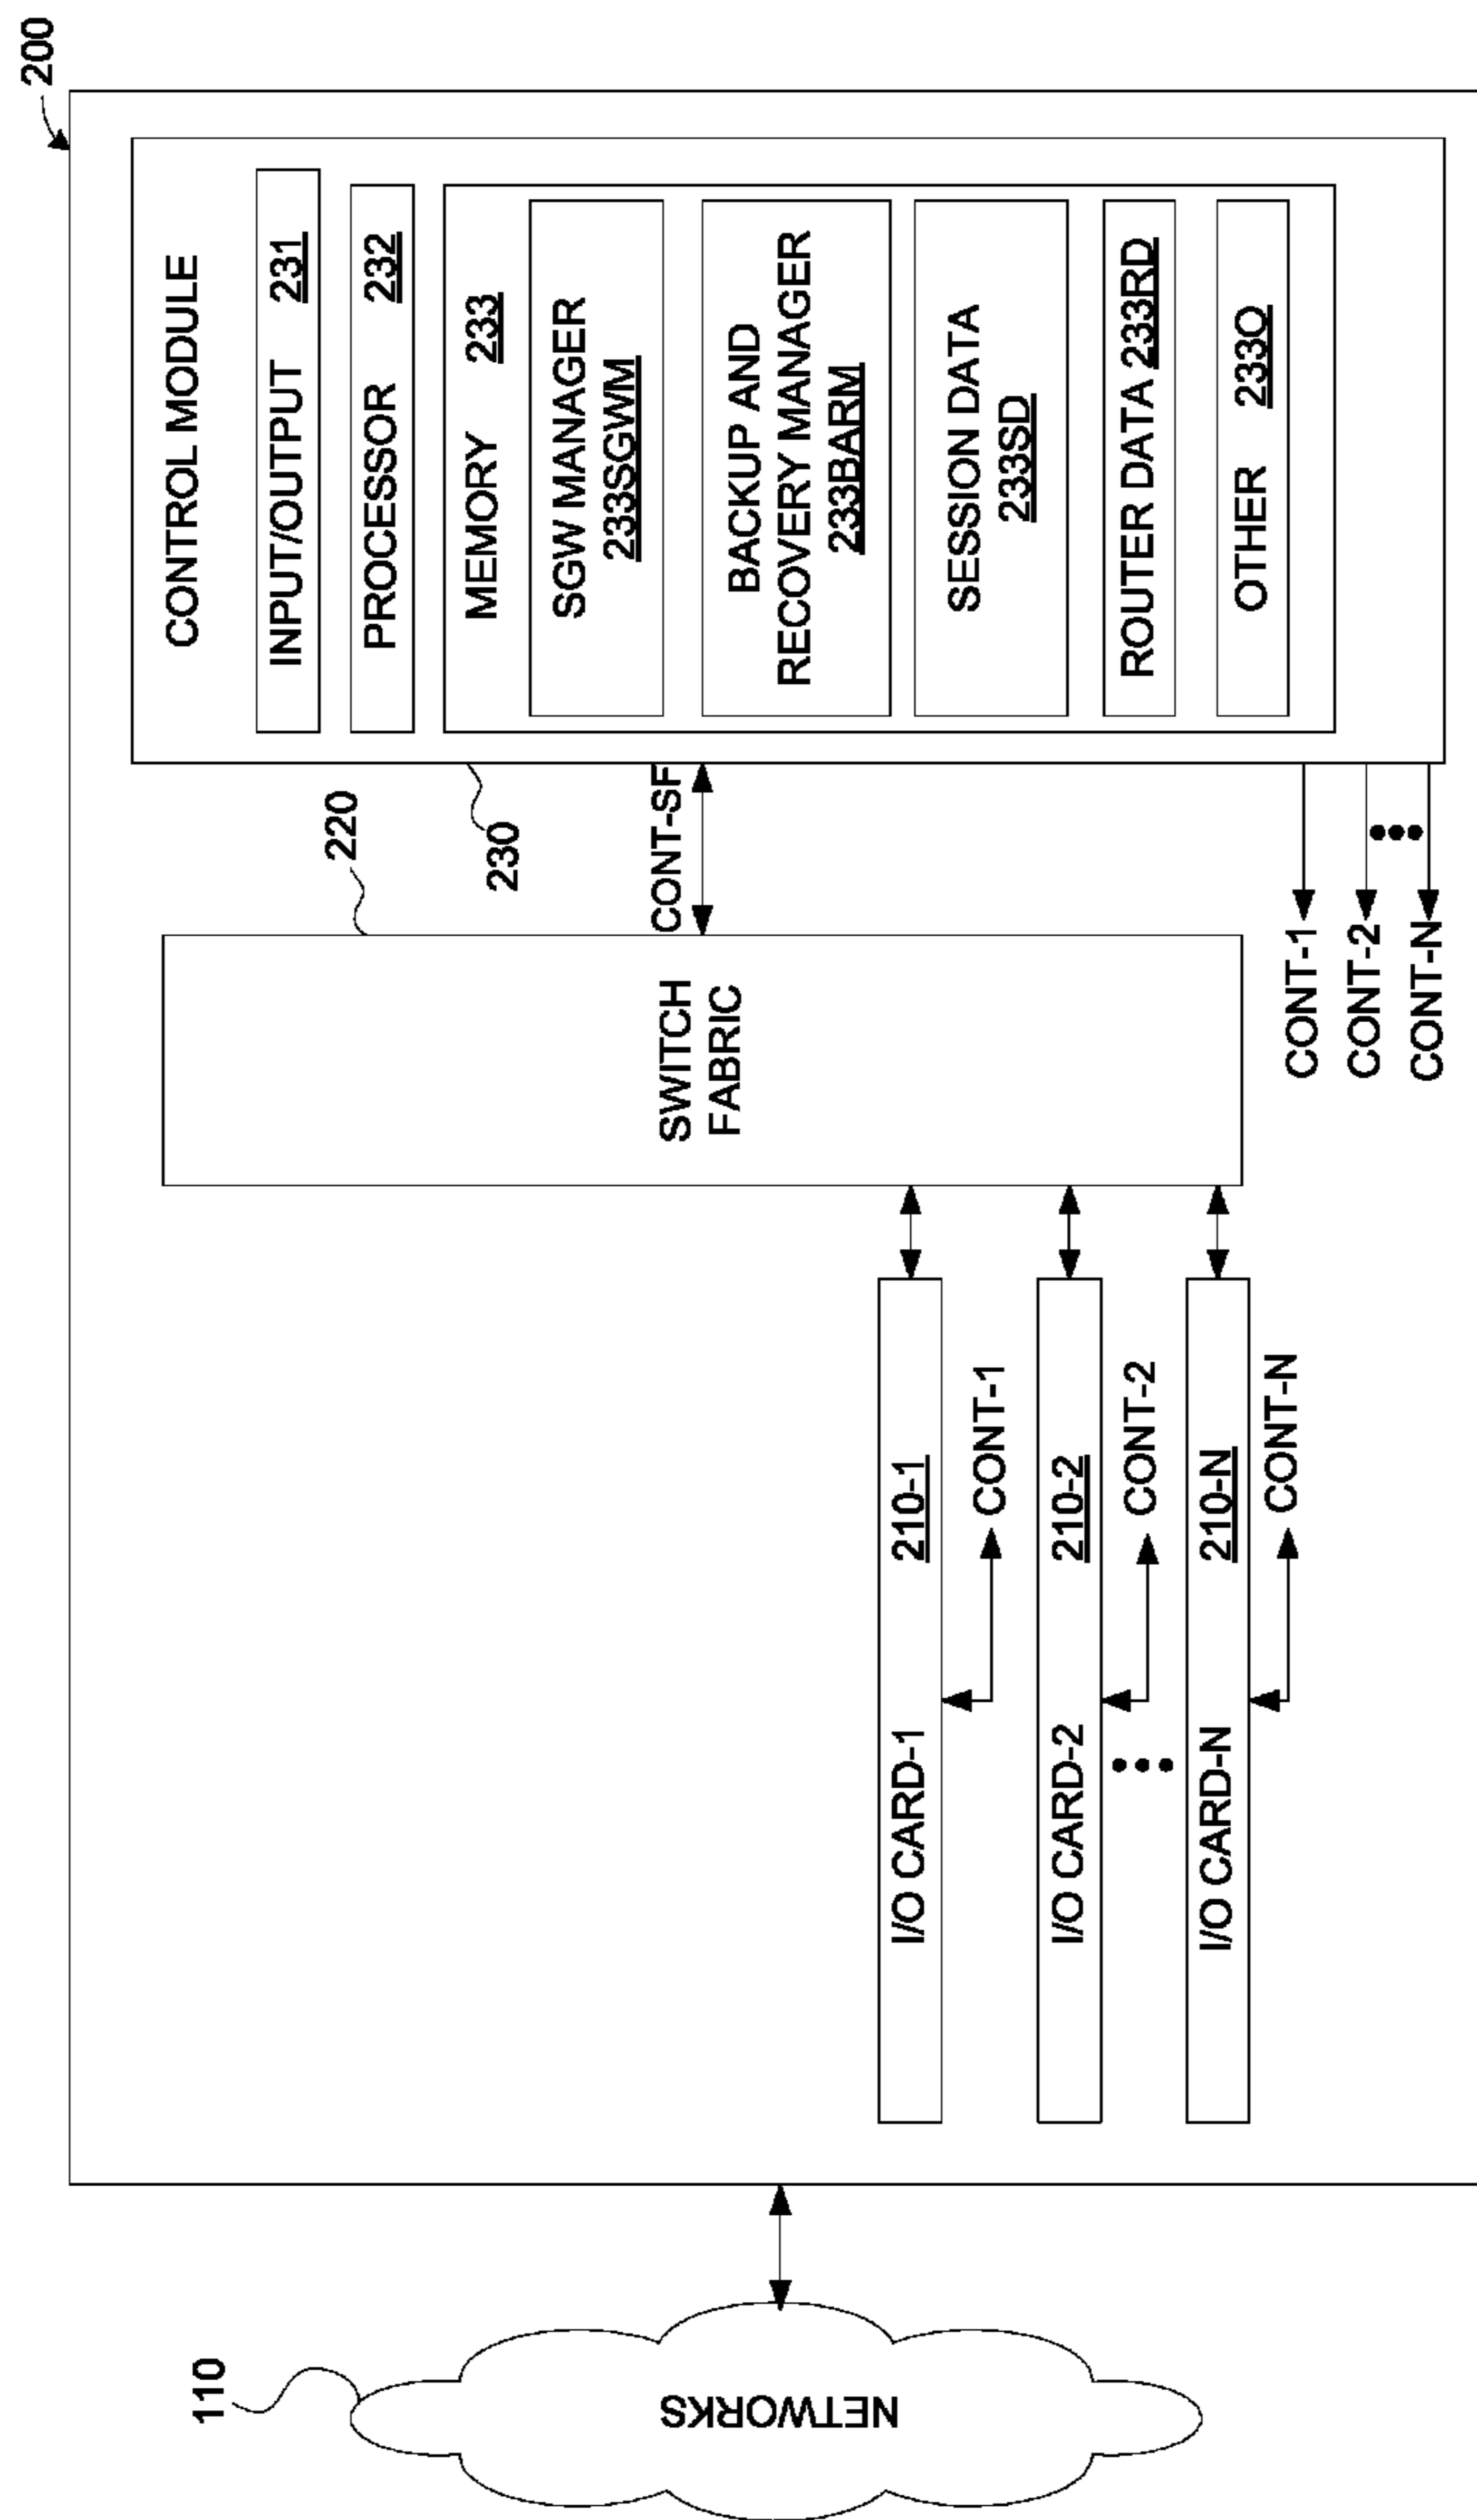 200
CONTROL MODULE
INPUT/OUTPUT 231
PROCESSOR 232
MEMORY 233
SGW MANAGER
233SGWM
BACKUP AND
RECOVERY MANAGER
233BARM
SESSION DATA
233SD
ROUTER DATA 233RD
OTHER 233O
230
220
CONT-SF
SWITCH
FABRIC
CONT-1
CONT-2
CONT-N
I/O CARD-1 210-1
CONT-1
I/O CARD-2 210-2
CONT-2
I/O CARD-N 210-N
CONT-N
110
NETWORKS